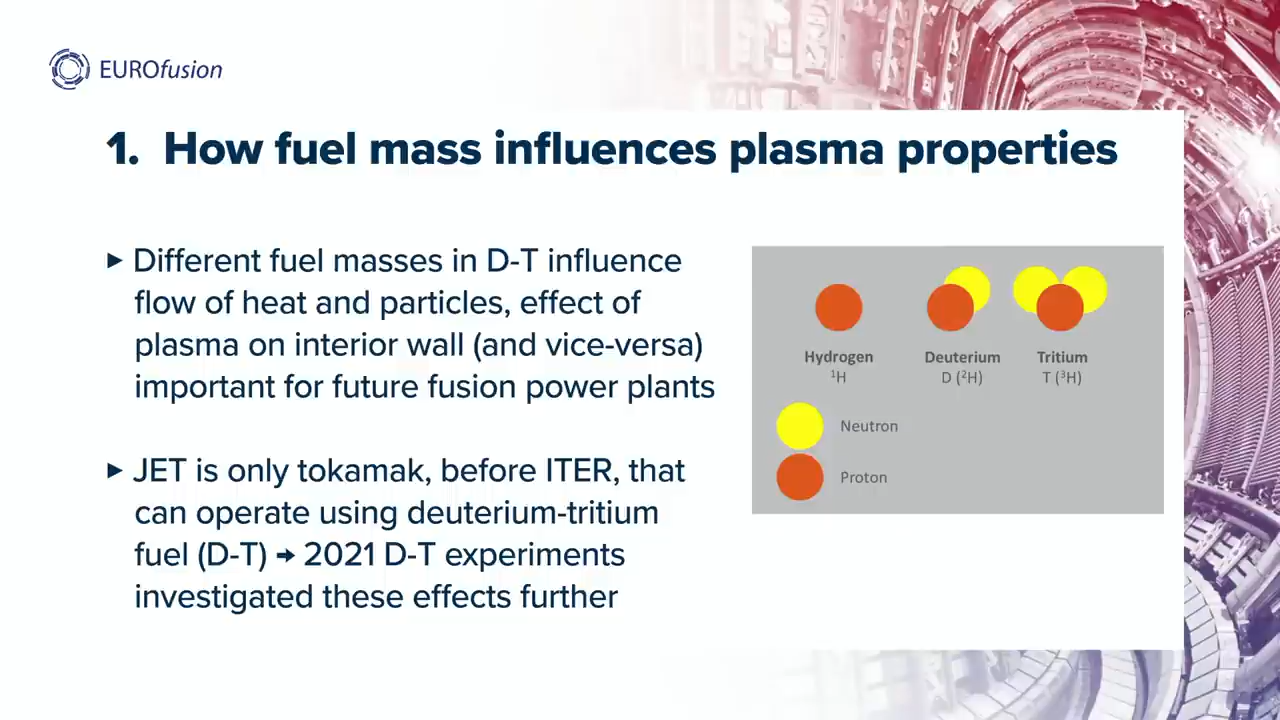 EUROfusion
1. How fuel mass influences plasma properties
▸ Different fuel masses in D-T influence
flow of heat and particles, effect of
plasma on interior wall (and vice-versa)
important for future fusion power plants
▸ JET is only tokamak, before ITER, that
can operate using deuterium-tritium
fuel (D-T) → 2021 D-T experiments
investigated these effects further
Hydrogen
¹H
Deuterium
D (²H)
Tritium
T (³H)
Neutron
Proton